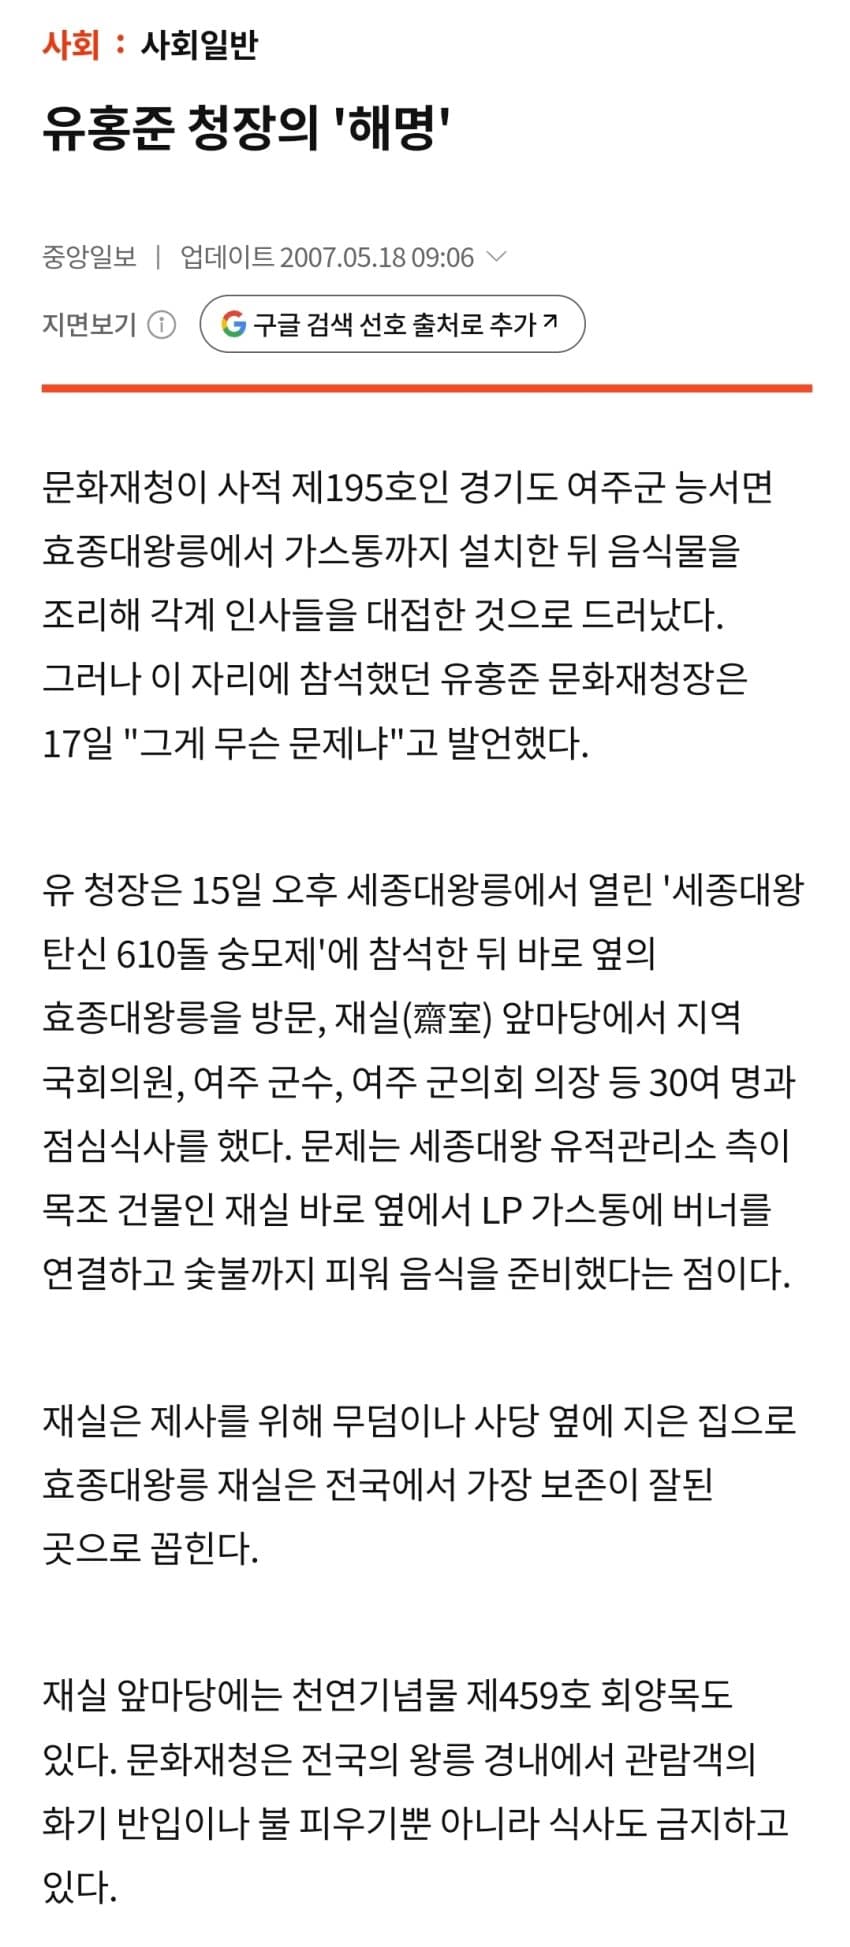 사회 : 사회일반
유홍준 청장의 '해명'
중앙일보 | 업데이트 2007.05.18 09:06
지면보기 구글 검색 선호 출처로 추가
문화재청이 사적 제195호인 경기도 여주군 능서면
효종대왕릉에서 가스통까지 설치한 뒤 음식물을
조리해 각계 인사들을 대접한 것으로 드러났다.
그러나 이 자리에 참석했던 유홍준 문화재청장은
17일 "그게 무슨 문제냐"고 발언했다.
유 청장은 15일 오후 세종대왕릉에서 열린 '세종대왕
탄신 610돌 숭모제'에 참석한 뒤 바로 옆의
효종대왕릉을 방문, 재실(齋室) 앞마당에서 지역
국회의원, 여주 군수, 여주 군의회 의장 등 30여 명과
점심식사를 했다. 문제는 세종대왕 유적관리소 측이
목조 건물인 재실 바로 옆에서 LP 가스통에 버너를
연결하고 숯불까지 피워 음식을 준비했다는 점이다.
재실은 제사를 위해 무덤이나 사당 옆에 지은 집으로
효종대왕릉 재실은 전국에서 가장 보존이 잘된
곳으로 꼽힌다.
재실 앞마당에는 천연기념물 제459호 회양목도
있다. 문화재청은 전국의 왕릉 경내에서 관람객의
화기 반입이나 불 피우기뿐 아니라 식사도 금지하고
있다.